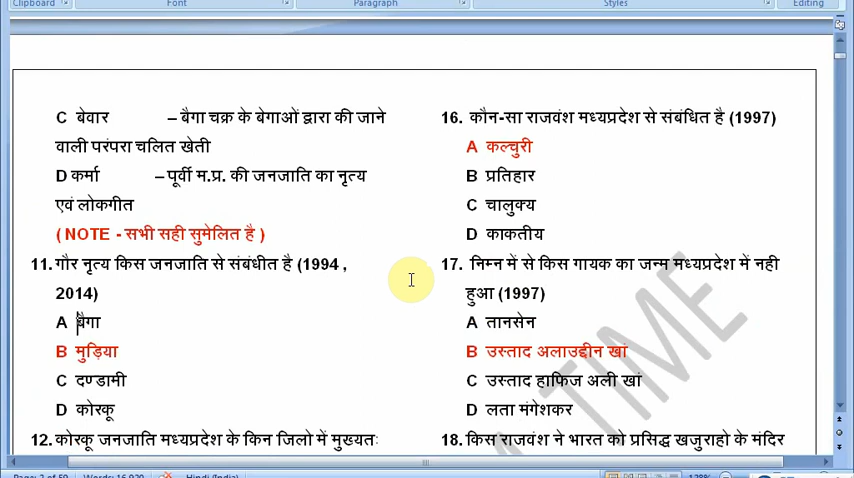 Clipboard
Font
Paragraph
Styles
Editing
C बेवार – बैगा चक्र के बेगाओं द्वारा की जाने
वाली परंपरा चलित खेती
D कर्मा – पूर्वी म.प्र. की जनजाति का नृत्य
एवं लोकगीत
( NOTE - सभी सही सुमेलित है )
11. गौर नृत्य किस जनजाति से संबंधीत है (1994 ,
2014)
A बैगा
B मुड़िया
C दण्डामी
D कोरकू
12. कोरकू जनजाति मध्यप्रदेश के किन जिलो में मुख्यतः
16. कौन-सा राजवंश मध्यप्रदेश से संबंधित है (1997)
A कल्चुरी
B प्रतिहार
C चालुक्य
D काकतीय
17. निम्न में से किस गायक का जन्म मध्यप्रदेश में नही
हुआ (1997)
A तानसेन
B उस्ताद अलाउद्दीन खां
C उस्ताद हाफिज अली खां
D लता मंगेशकर
18. किस राजवंश ने भारत को प्रसिद्ध खजुराहो के मंदिर
TIME
Hindi (India)